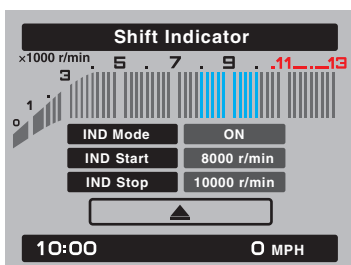 Shift Indicator
×1000 r/min
0 1 . 3 . 5 . 7 . 9 . 11 . 13
IND Mode ON
IND Start 8000 r/min
IND Stop 10000 r/min
10:00 0 MPH